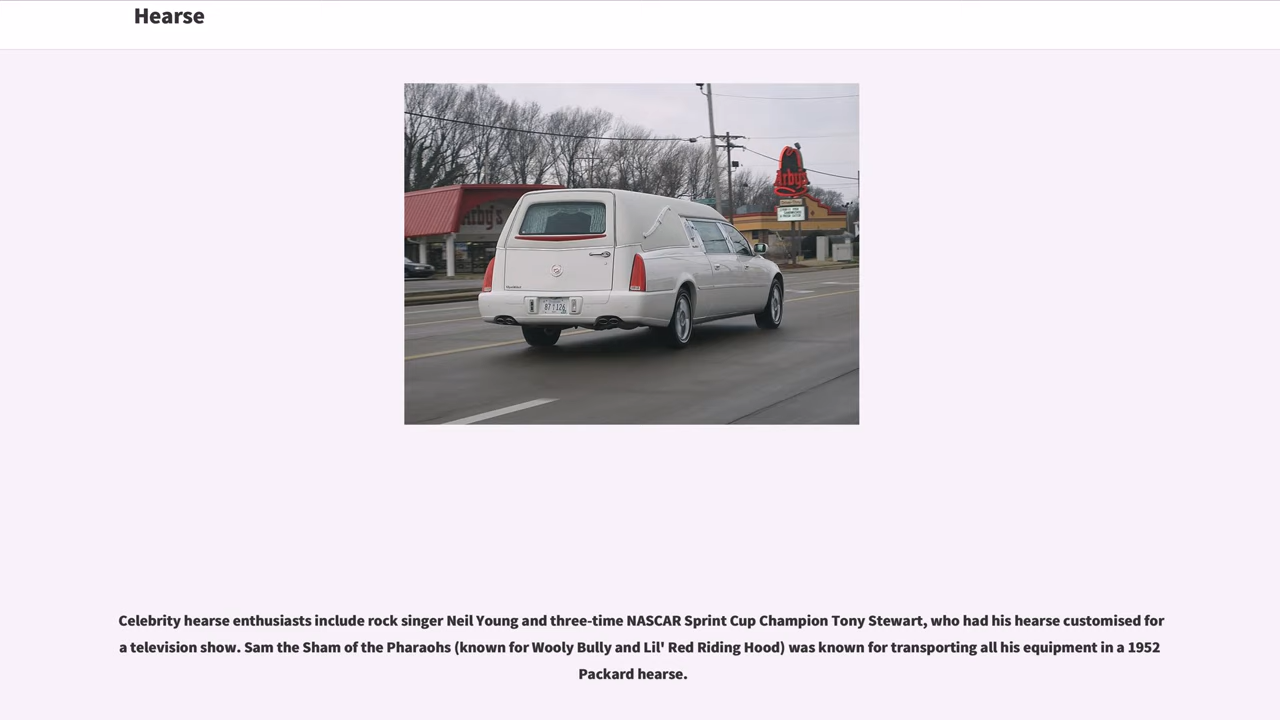 Hearse
Arby's
Arby's
Celebrity hearse enthusiasts include rock singer Neil Young and three-time NASCAR Sprint Cup Champion Tony Stewart, who had his hearse customised for
a television show. Sam the Sham of the Pharaohs (known for Wooly Bully and Lil' Red Riding Hood) was known for transporting all his equipment in a 1952
Packard hearse.